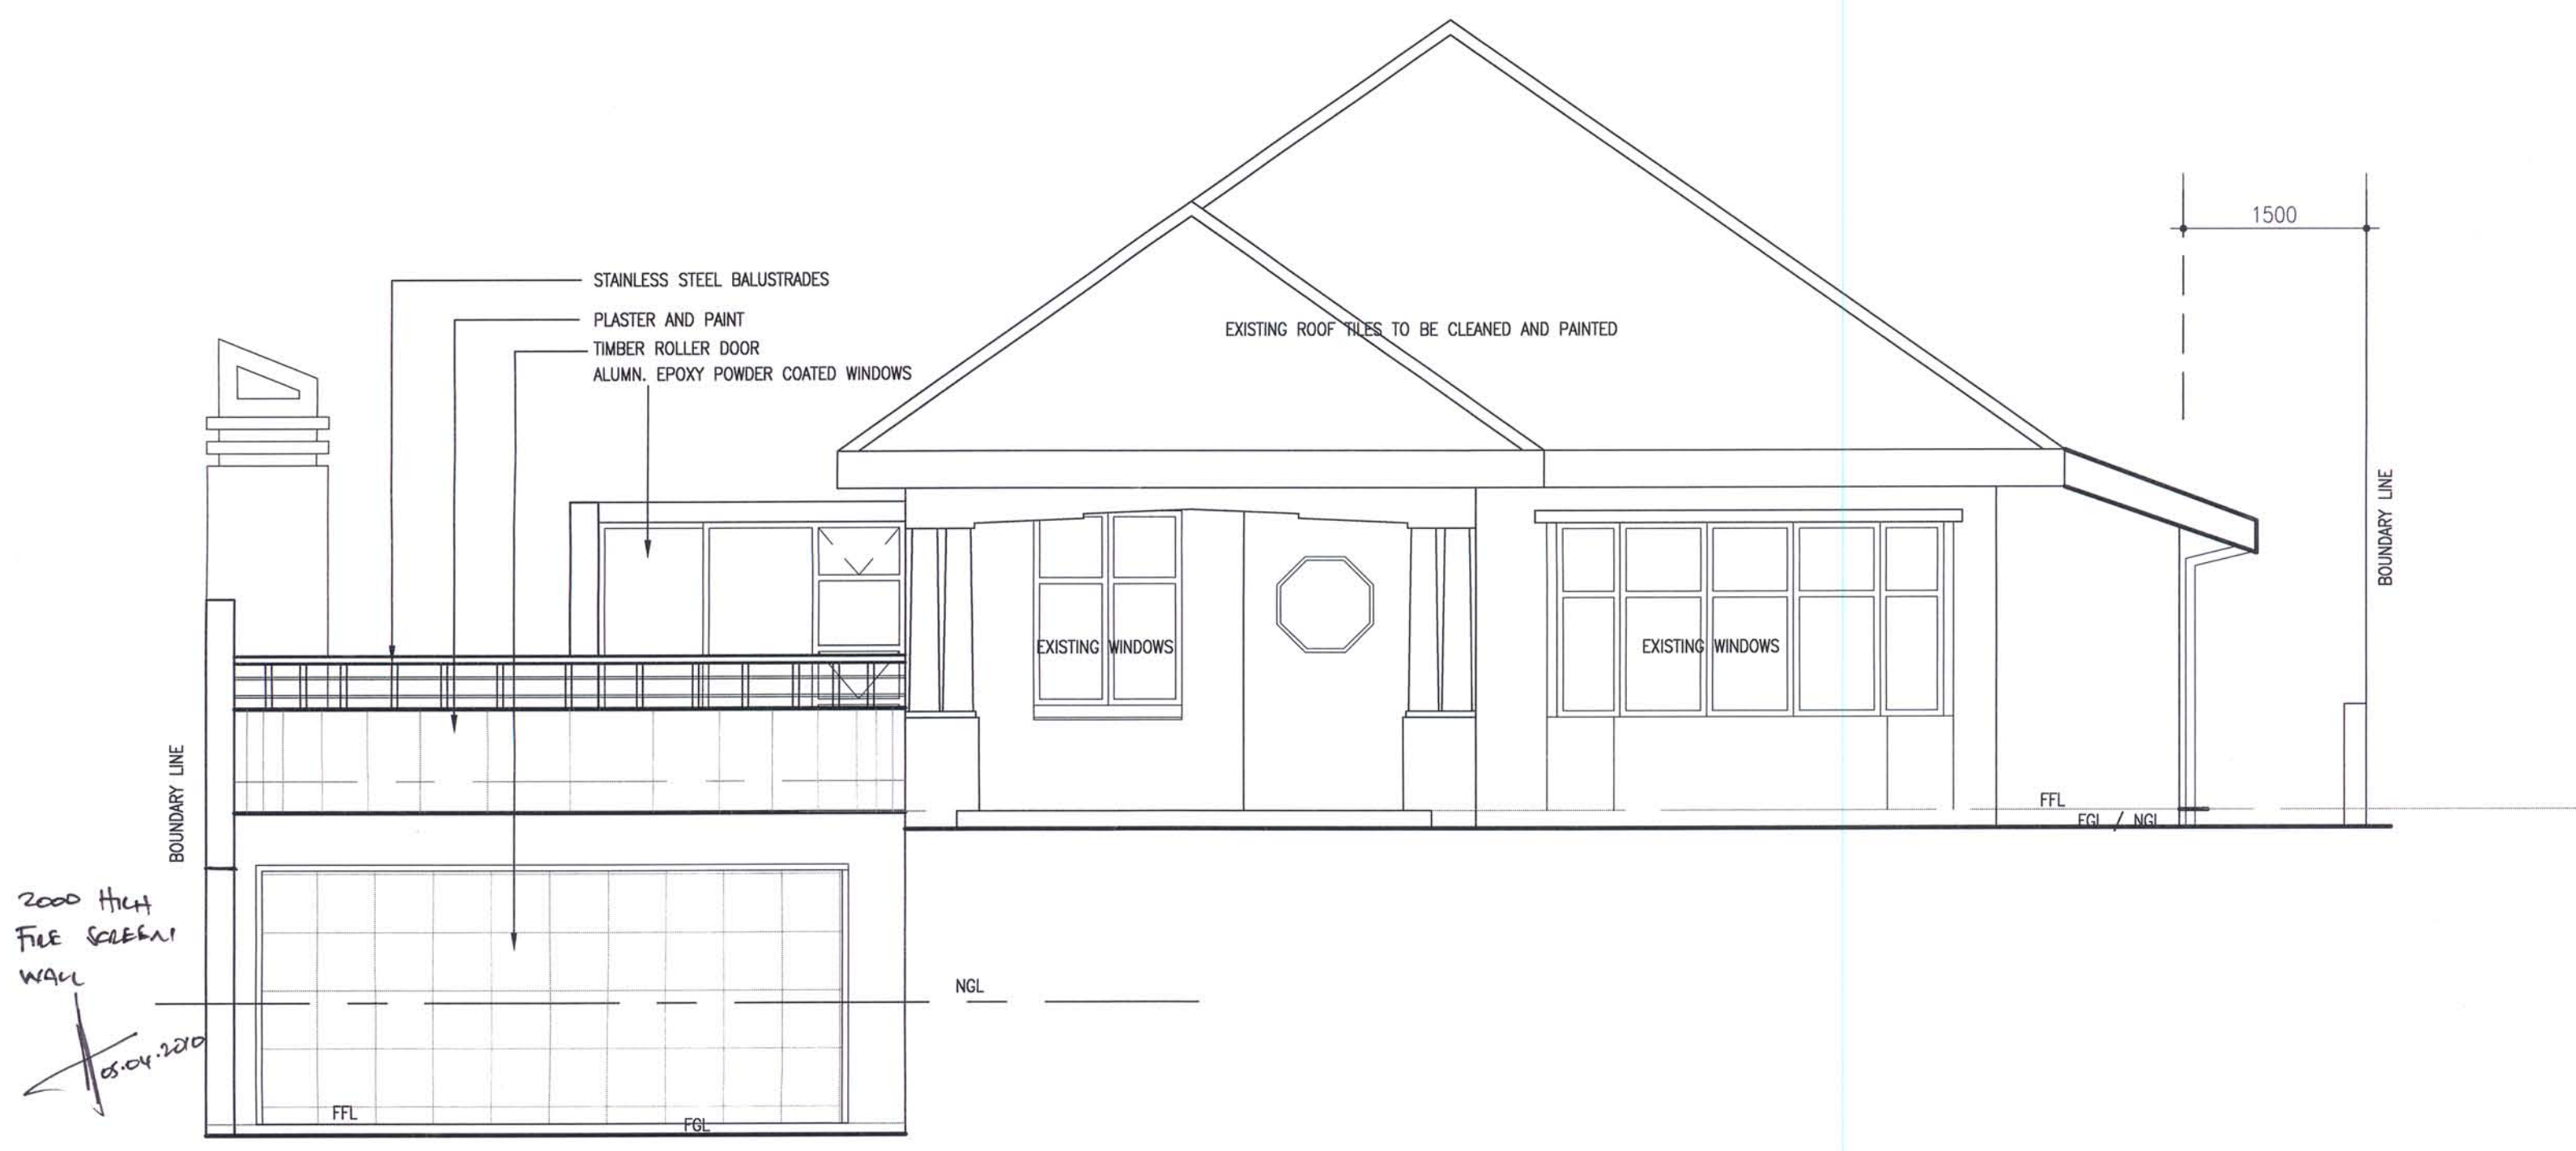 1500
STAINLESS STEEL BALUSTRADES
PLASTER AND PAINT
TIMBER ROLLER DOOR
ALUMN. EPOXY POWDER COATED WINDOWS
EXISTING ROOF TILES TO BE CLEANED AND PAINTED
BOUNDARY LINE
EXISTING WINDOWS
EXISTING WINDOWS
BOUNDARY LINE
FFL
FGL / NGL
2000 HIGH
FIRE SCREEN
WALL
NGL
05.04.2010
FFL
FGL